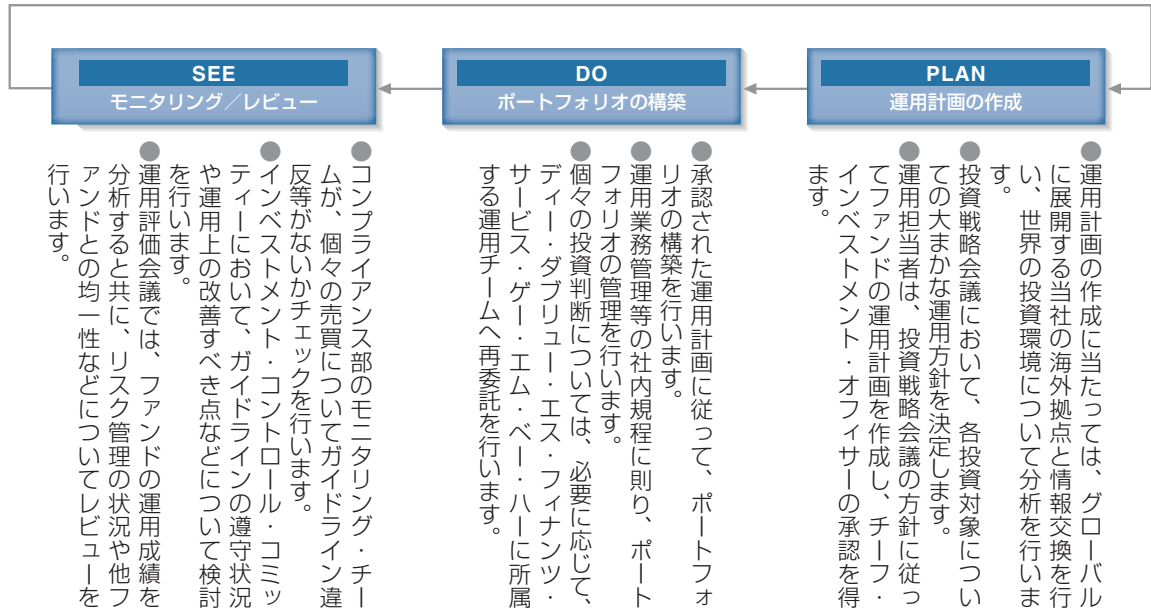 PLAN
運用計画の作成
●運用計画の作成に当たっては、グローバル
に展開する当社の海外拠点と情報交換を行
い、世界の投資環境について分析を行いま
す。
●投資戦略会議において、各投資対象につい
ての大まかな運用方針を決定します。
●運用担当者は、投資戦略会議の方針に従っ
てファンドの運用計画を作成し、チーフ・
インベストメント・オフィサーの承認を得
ます。
DO
ポートフォリオの構築
●承認された運用計画に従って、ポートフォ
リオの構築を行います。
●運用業務管理等の社内規程に則り、ポート
フォリオの管理を行います。
●個々の投資判断については、必要に応じて、
ディー・ダブリュー・エス・フィナンツ・
サービス・ゲー・エム・ベー・ハーに所属
する運用チームへ再委託を行います。
SEE
モニタリング／レビュー
●コンプライアンス部のモニタリング・チー
ムが、個々の売買についてガイドライン違
反等がないかチェックを行います。
●インベストメント・コントロール・コミッ
ティーにおいて、ガイドラインの遵守状況
や運用上の改善すべき点などについて検討
を行います。
●運用評価会議では、ファンドの運用成績を
分析すると共に、リスク管理の状況や他フ
ァンドとの均一性などについてレビューを
行います。